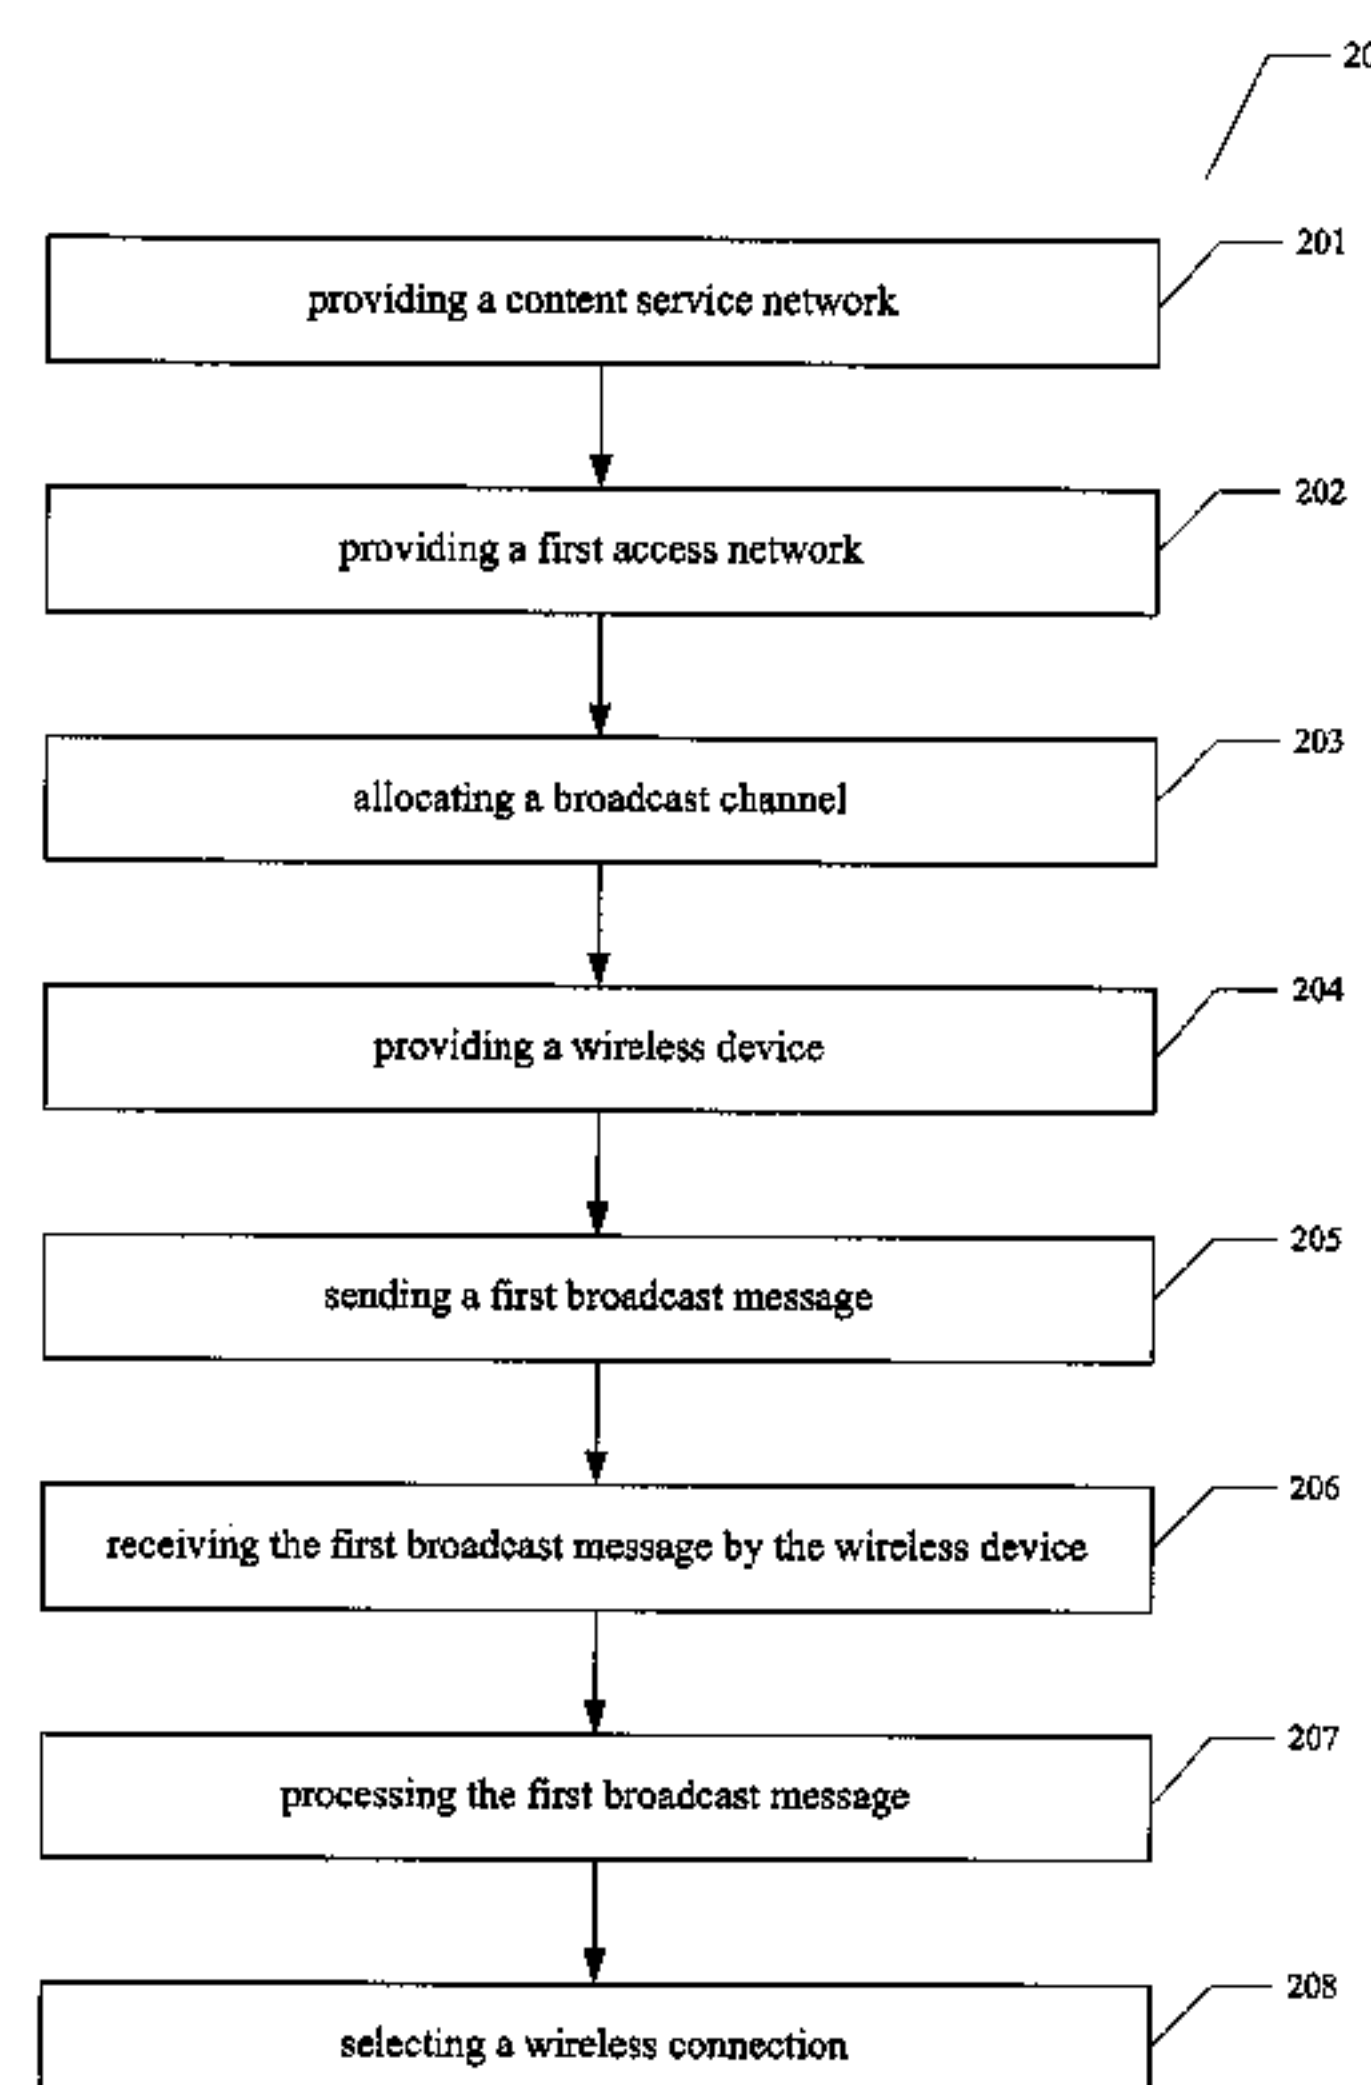 201
providing a content service network
202
providing a first access network
203
allocating a broadcast channel
204
providing a wireless device
205
sending a first broadcast message
206
receiving the first broadcast message by the wireless device
207
processing the first broadcast message
208
selecting a wireless connection